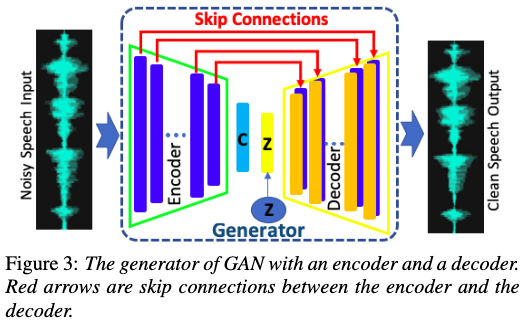 Skip Connections
Noisy Speech Input
Encoder
C
Z
Decoder
Z
Generator
Clean Speech Output
Figure 3: The generator of GAN with an encoder and a decoder.
Red arrows are skip connections between the encoder and the
decoder.